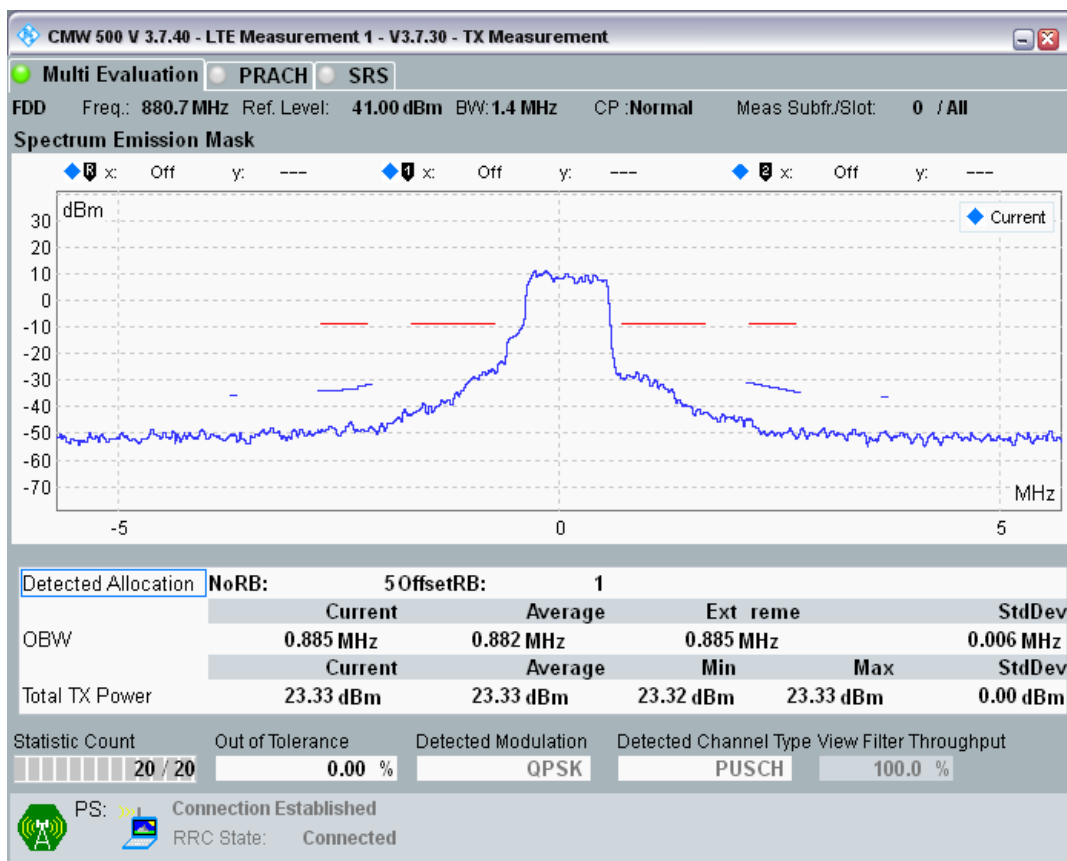 CMW 500 V 3.7.40 - LTE Measurement 1 - V3.7.30 - TX Measurement
Multi Evaluation PRACH SRS
FDD Freq.: 880.7 MHz Ref. Level: 41.00 dBm BW: 1.4 MHz CP :Normal Meas Subfr./Slot: 0 / All
Spectrum Emission Mask
R x: Off y: --- 1 x: Off y: --- 2 x: Off y: ---
dBm
Current
30
20
10
0
-10
-20
-30
-40
-50
-60
-70
MHz
-5 0 5
Detected Allocation NoRB: 5 OffsetRB: 1
Current Average Ext reme StdDev
OBW 0.885 MHz 0.882 MHz 0.885 MHz 0.006 MHz
Current Average Min Max StdDev
Total TX Power 23.33 dBm 23.33 dBm 23.32 dBm 23.33 dBm 0.00 dBm
Statistic Count Out of Tolerance Detected Modulation Detected Channel Type View Filter Throughput
20 / 20 0.00 % QPSK PUSCH 100.0 %
PS: Connection Established
RRC State: Connected